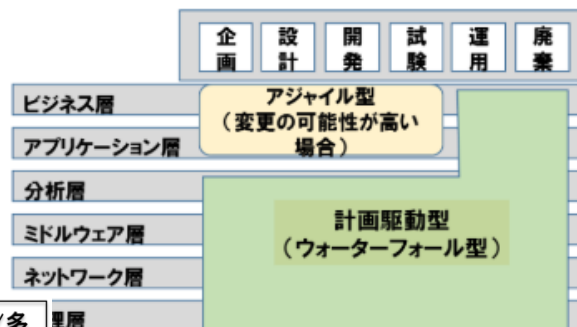 企画 設計 開発 試験 運用 廃棄
ビジネス層
アジャイル型
(変更の可能性が高い
場合)
アプリケーション層
分析層
ミドルウェア層
計画駆動型
(ウォーターフォール型)
ネットワーク層
多
理層